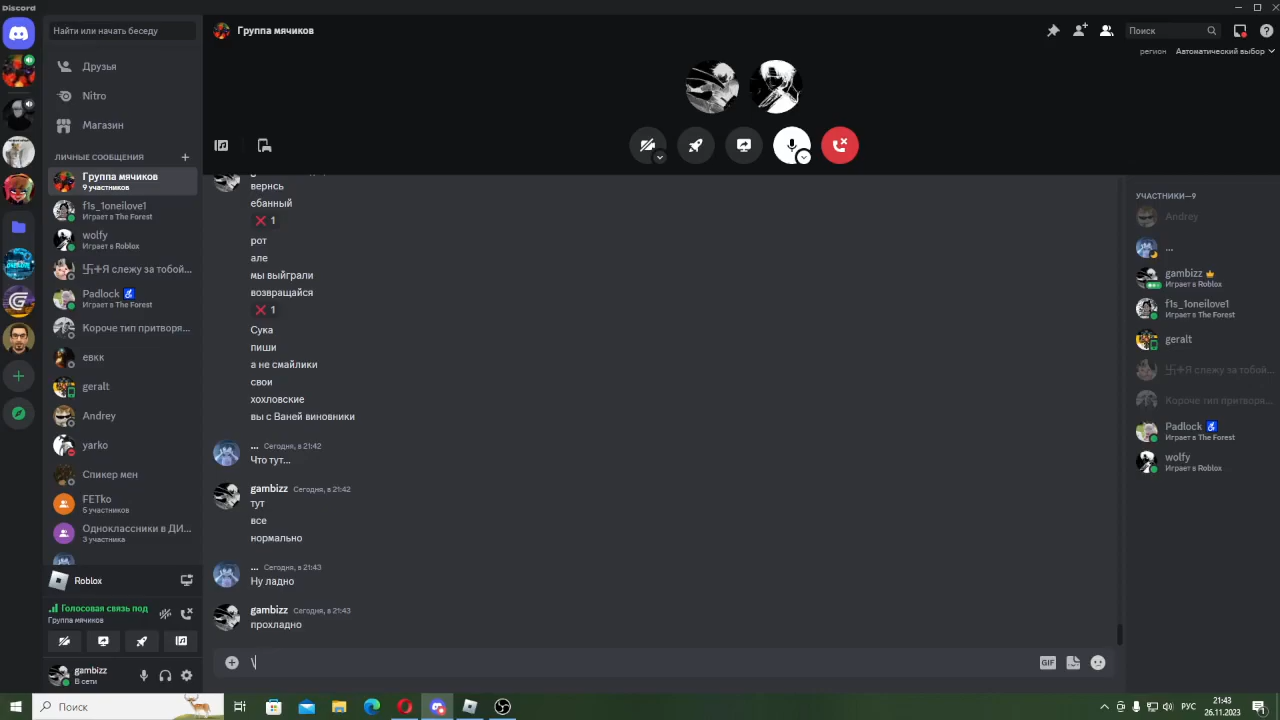 Discord
Найти или начать беседу
Группа мячиков
Поиск
регион
Автоматический выбор
Друзья
Nitro
Магазин
ЛИЧНЫЕ СООБЩЕНИЯ
Группа мячиков
9 участников
f1s_1oneilove1
Играет в The Forest
wolfy
Играет в Roblox
卐✙Я слежу за тобой...
Padlock
Играет в The Forest
Короче тип притворя...
евкк
geralt
Andrey
yarko
Спикер мен
FETko
5 участников
Одноклассники в ДИ...
3 участника
Roblox
Голосовая связь под
Группа мячиков
gambizz
В сети
вернсь
ебанный
1
рот
але
мы выйграли
возвращайся
1
Сука
пиши
а не смайлики
свои
хохловские
вы с Ваней виновники
... Сегодня, в 21:42
Что тут...
gambizz Сегодня, в 21:42
тут
все
нормально
... Сегодня, в 21:43
Ну ладно
gambizz Сегодня, в 21:43
прохладно
\
GIF
УЧАСТНИКИ—9
Andrey
...
gambizz
Играет в Roblox
f1s_1oneilove1
Играет в The Forest
geralt
卐✙Я слежу за тобой...
Короче тип притворя...
Padlock
Играет в The Forest
wolfy
Играет в Roblox
Поиск
РУС
21:43
26.11.2023
1